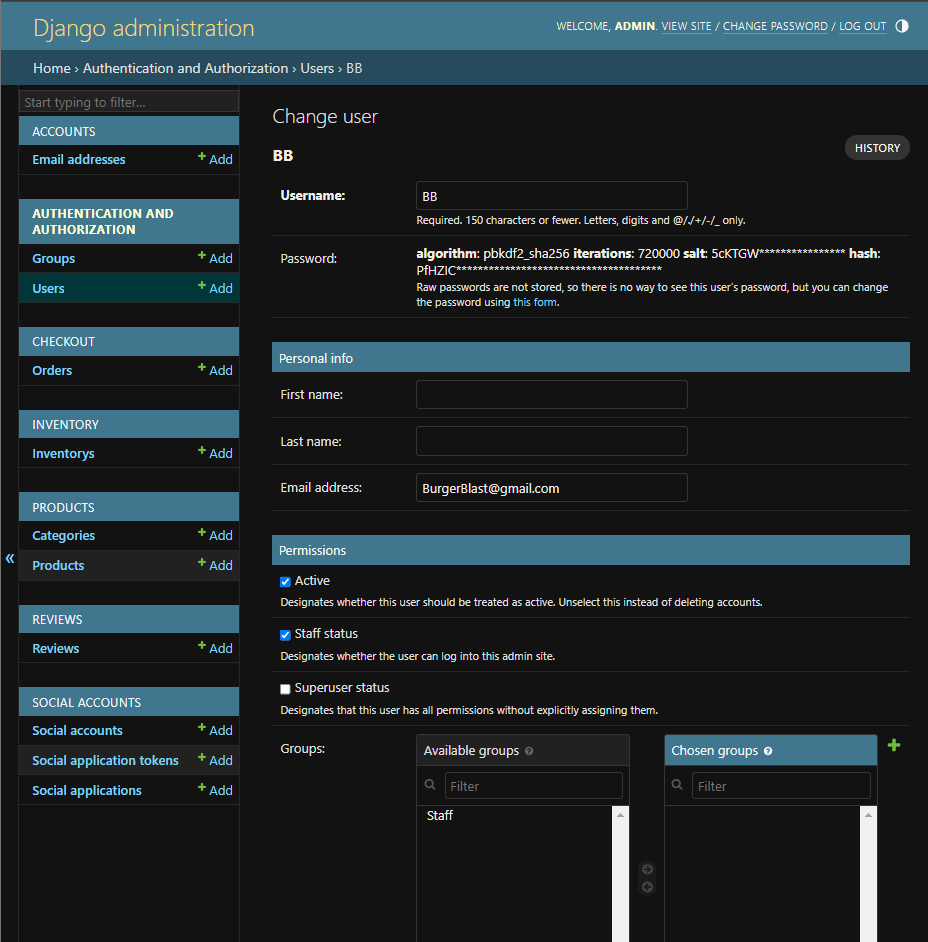 Django administration
WELCOME, ADMIN. VIEW SITE / CHANGE PASSWORD / LOG OUT
Home › Authentication and Authorization › Users › BB
Start typing to filter...
ACCOUNTS
Email addresses + Add
AUTHENTICATION AND
AUTHORIZATION
Groups + Add
Users + Add
CHECKOUT
Orders + Add
INVENTORY
Inventorys + Add
PRODUCTS
Categories + Add
Products + Add
REVIEWS
Reviews + Add
SOCIAL ACCOUNTS
Social accounts + Add
Social application tokens + Add
Social applications + Add
«
Change user
BB
HISTORY
Username: BB
Required. 150 characters or fewer. Letters, digits and @/./+/-/_ only.
Password: algorithm: pbkdf2_sha256 iterations: 720000 salt: 5cKTGW**************** hash:
PfHZIC**************************************
Raw passwords are not stored, so there is no way to see this user's password, but you can change
the password using this form.
Personal info
First name:
Last name:
Email address: BurgerBlast@gmail.com
Permissions
Active
Designates whether this user should be treated as active. Unselect this instead of deleting accounts.
Staff status
Designates whether the user can log into this admin site.
Superuser status
Designates that this user has all permissions without explicitly assigning them.
Groups:
Available groups ?
Filter
Staff
Chosen groups ?
Filter